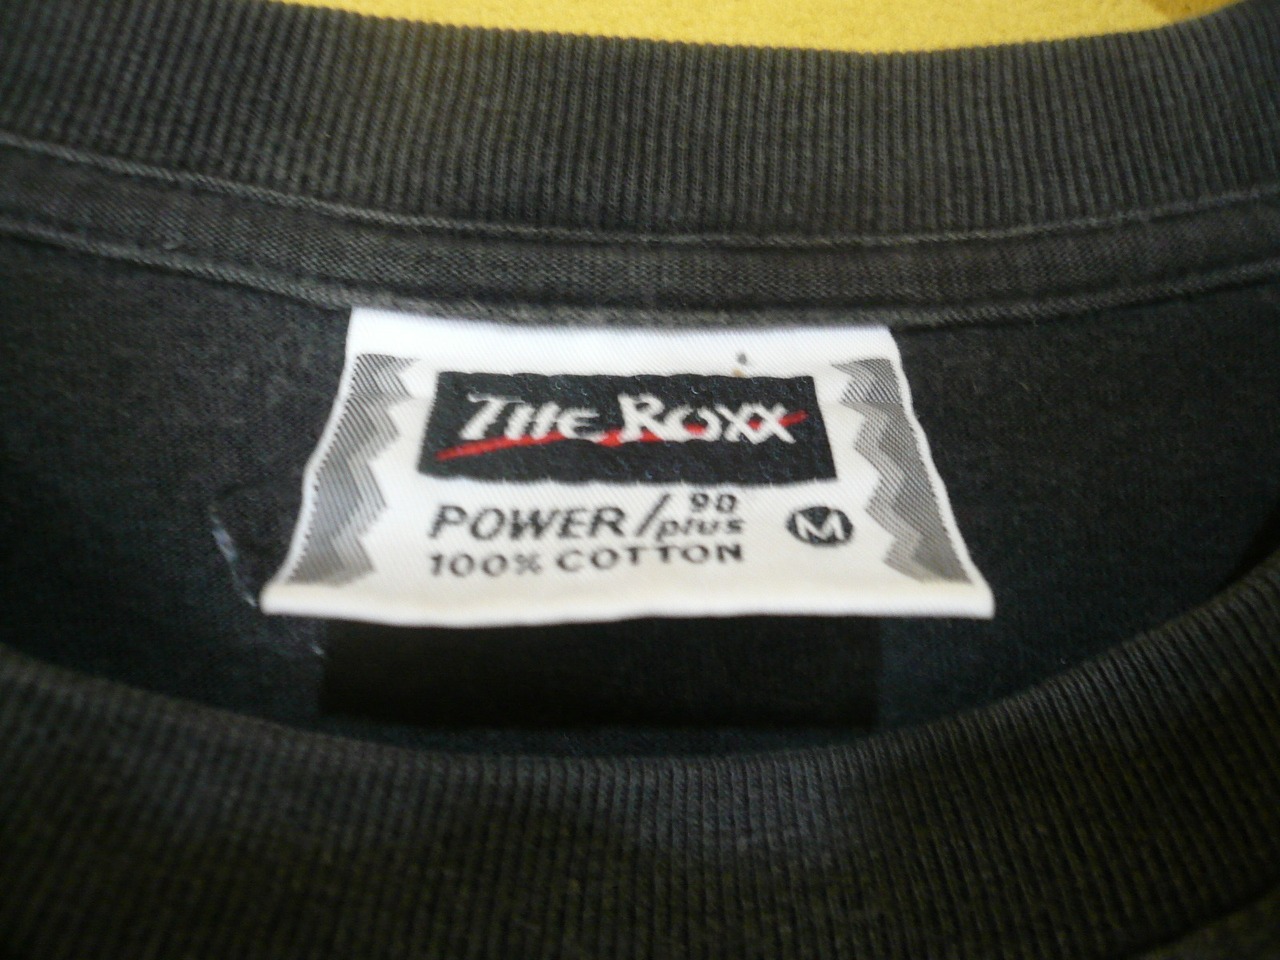 THE ROXX
POWER/90 plus
100% COTTON
M